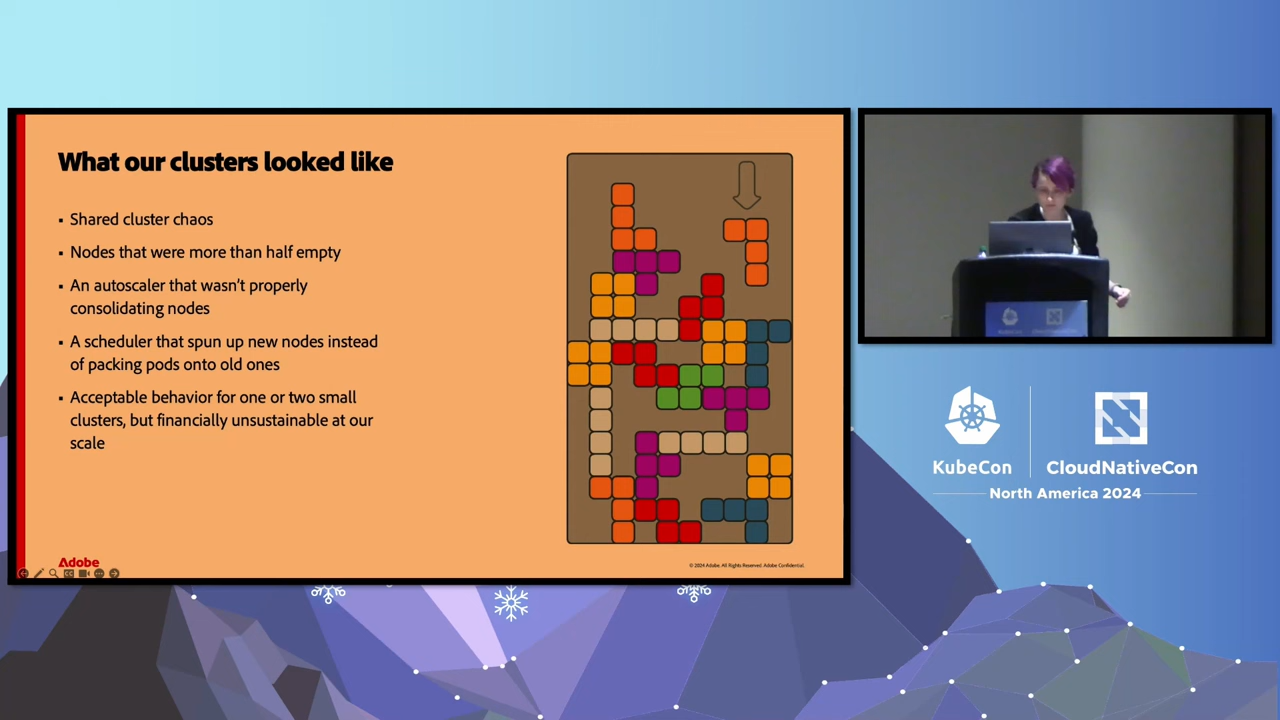 What our clusters looked like
▪ Shared cluster chaos
▪ Nodes that were more than half empty
▪ An autoscaler that wasn't properly
consolidating nodes
▪ A scheduler that spun up new nodes instead
of packing pods onto old ones
▪ Acceptable behavior for one or two small
clusters, but financially unsustainable at our
scale
Adobe
© 2024 Adobe. All Rights Reserved. Adobe Confidential.
KubeCon
CloudNativeCon
North America 2024